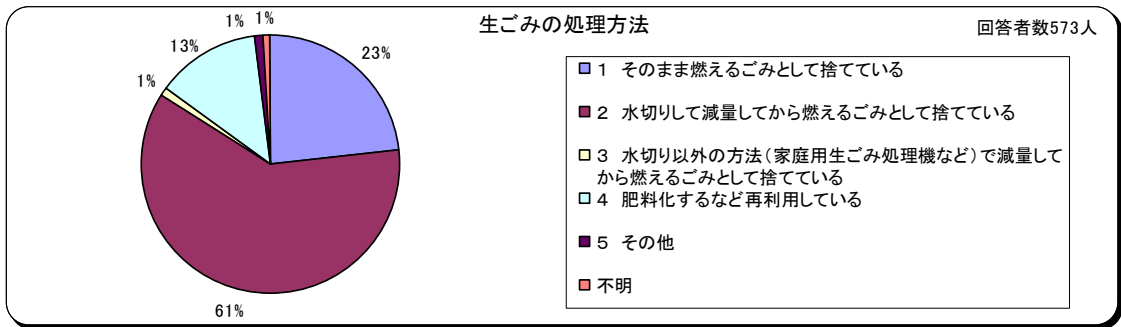 生ごみの処理方法
回答者数573人
1% 1%
13%
23%
1%
61%
1 そのまま燃えるごみとして捨てている
2 水切りして減量してから燃えるごみとして捨てている
3 水切り以外の方法(家庭用生ごみ処理機など)で減量して
から燃えるごみとして捨てている
4 肥料化するなど再利用している
5 その他
不明